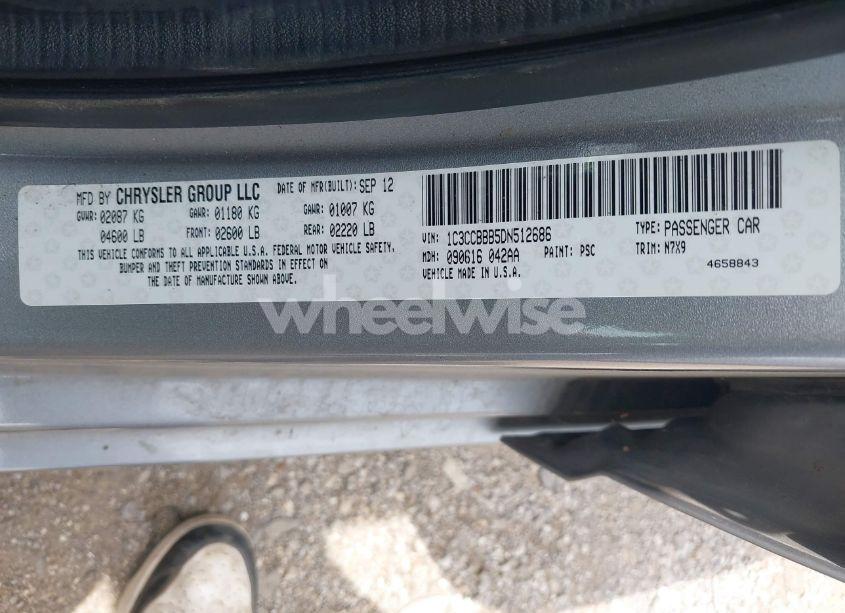 MFD BY CHRYSLER GROUP LLC DATE OF MFR(BUILT): SEP 12
GVWR: 02087 KG GAWR: 01180 KG GAWR: 01007 KG
04600 LB FRONT: 02600 LB REAR: 02220 LB
THIS VEHICLE CONFORMS TO ALL APPLICABLE U.S.A. FEDERAL MOTOR VEHICLE SAFETY,
BUMPER AND THEFT PREVENTION STANDARDS IN EFFECT ON
THE DATE OF MANUFACTURE SHOWN ABOVE.
VIN: 1C3CCBBB5DN512686 TYPE: PASSENGER CAR
MDH: 090616 042AA PAINT: PSC TRIM: N7X9
VEHICLE MADE IN U.S.A. 4658843
wheelwise